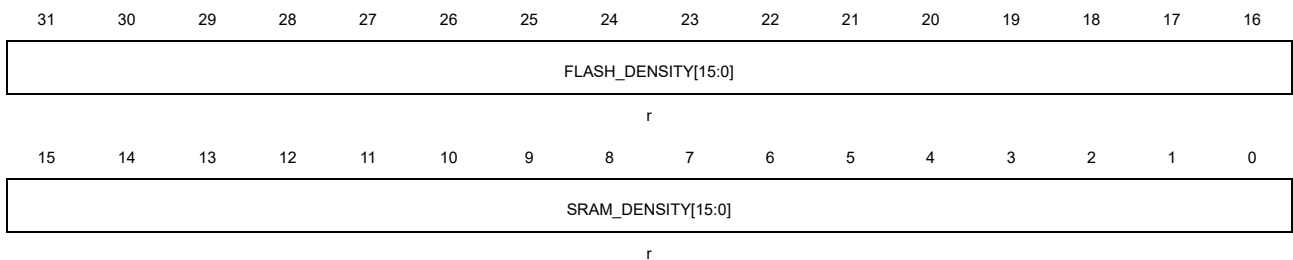 31 30 29 28 27 26 25 24 23 22 21 20 19 18 17 16
FLASH_DENSITY[15:0]
r
15 14 13 12 11 10 9 8 7 6 5 4 3 2 1 0
SRAM_DENSITY[15:0]
r